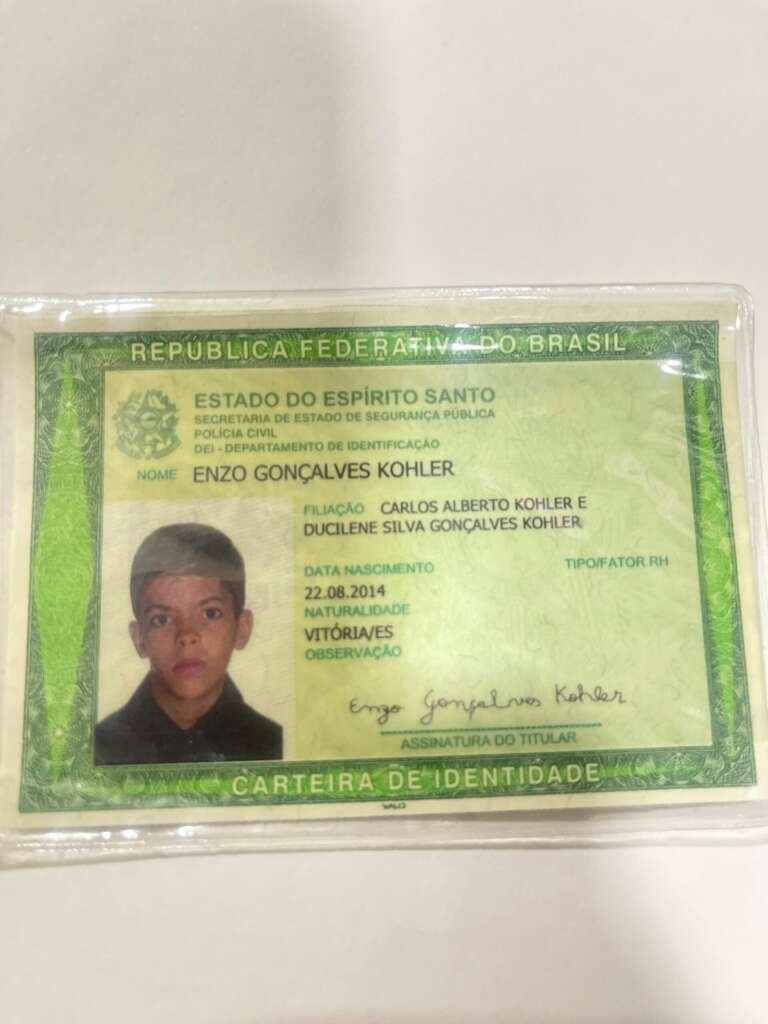 REPÚBLICA FEDERATIVA DO BRASIL
ESTADO DO ESPÍRITO SANTO
SECRETARIA DE ESTADO DE SEGURANÇA PÚBLICA
POLÍCIA CIVIL
DEI - DEPARTAMENTO DE IDENTIFICAÇÃO
NOME ENZO GONÇALVES KOHLER
FILIAÇÃO CARLOS ALBERTO KOHLER E
DUCILENE SILVA GONÇALVES KOHLER
DATA NASCIMENTO TIPO/FATOR RH
22.08.2014
NATURALIDADE
VITÓRIA/ES
OBSERVAÇÃO
Enzo Gonçalves Kohler
ASSINATURA DO TITULAR
CARTEIRA DE IDENTIDADE